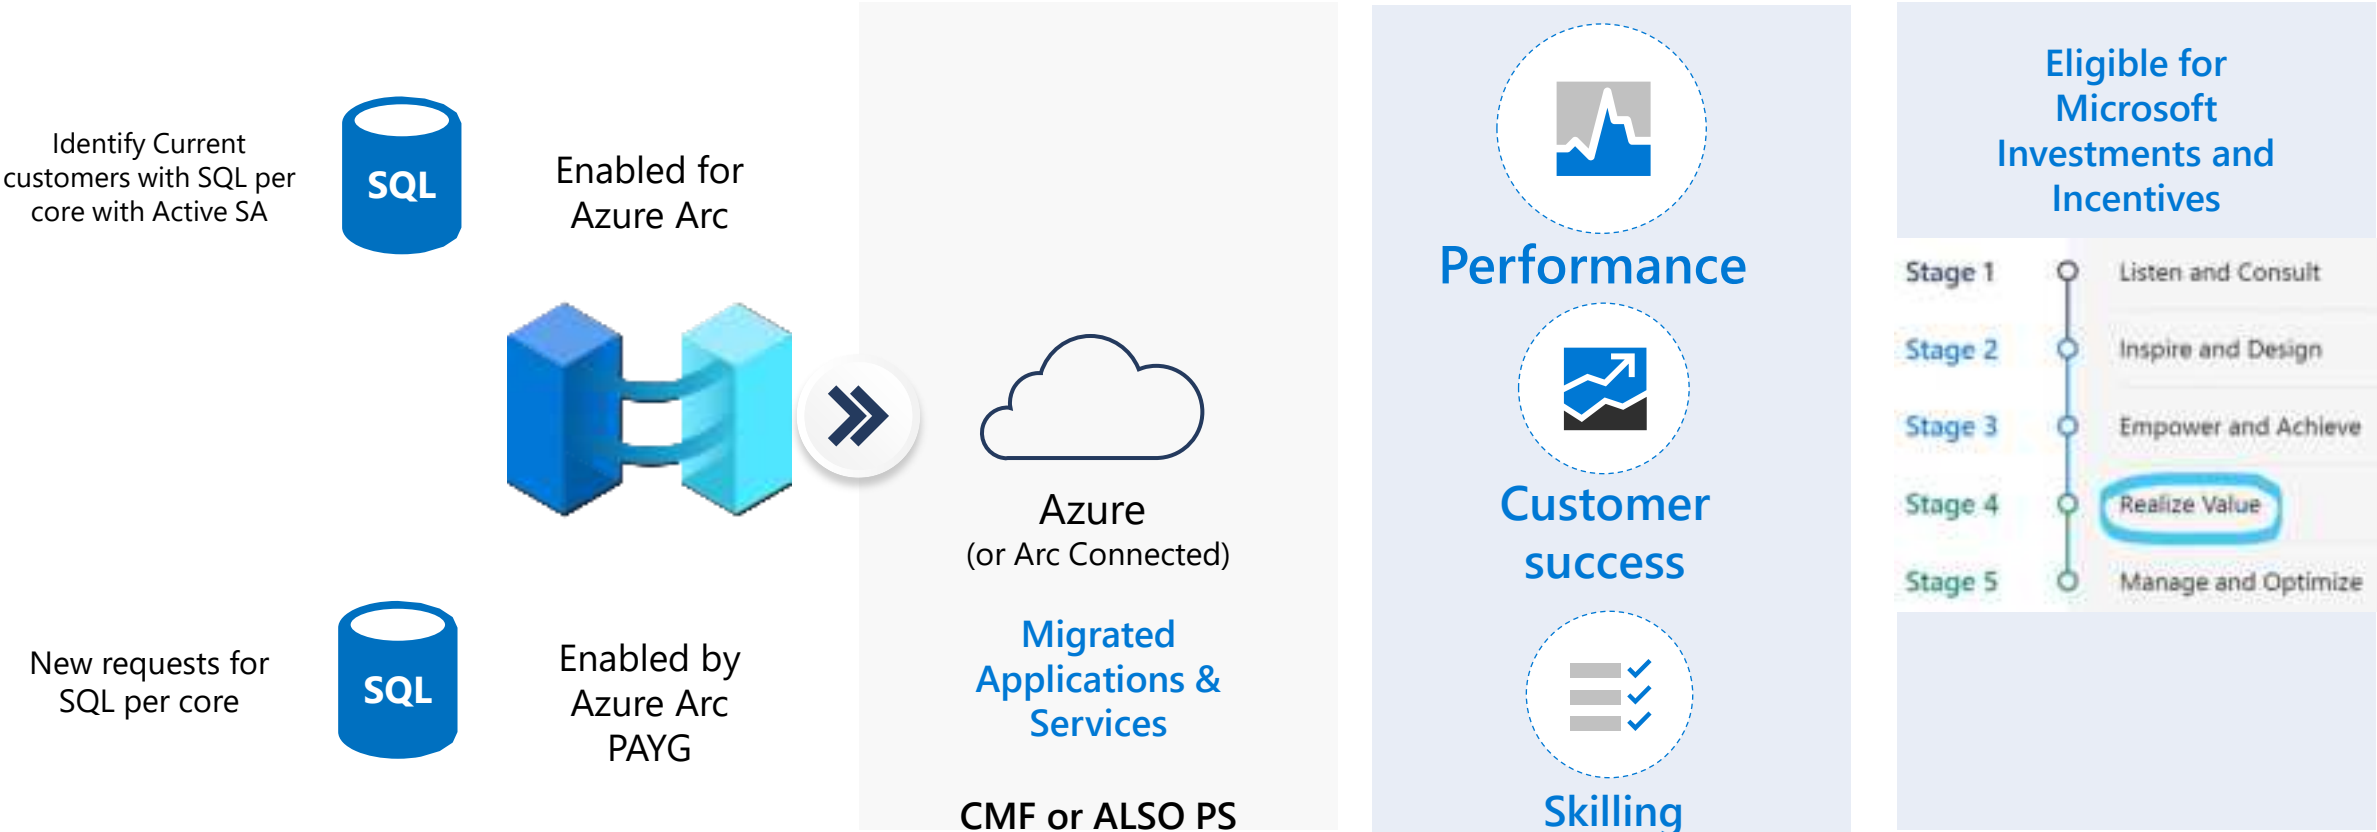 Identify Current
customers with SQL per
core with Active SA
SQL
Enabled for
Azure Arc
New requests for
SQL per core
SQL
Enabled by
Azure Arc
PAYG
Azure
(or Arc Connected)
Migrated
Applications &
Services
CMF or ALSO PS
Performance
Customer
success
Skilling
Eligible for
Microsoft
Investments and
Incentives
Stage 1 Listen and Consult
Stage 2 Inspire and Design
Stage 3 Empower and Achieve
Stage 4 Realize Value
Stage 5 Manage and Optimize